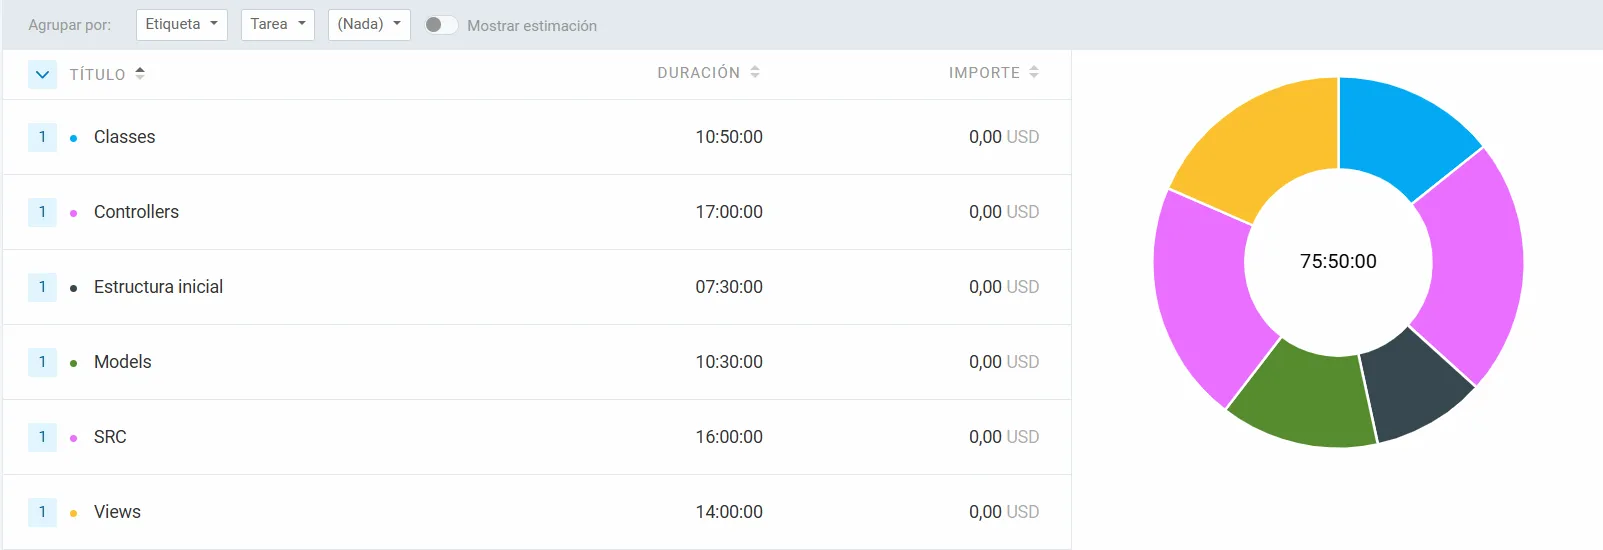 Agrupar por: Etiqueta Tarea (Nada) Mostrar estimación
TÍTULO DURACIÓN IMPORTE
1 Classes 10:50:00 0,00 USD
1 Controllers 17:00:00 0,00 USD
1 Estructura inicial 07:30:00 0,00 USD
1 Models 10:30:00 0,00 USD
1 SRC 16:00:00 0,00 USD
1 Views 14:00:00 0,00 USD
75:50:00